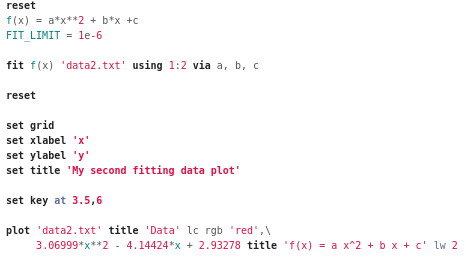 reset
f(x) = a*x**2 + b*x +c
FIT_LIMIT = 1e-6
fit f(x) 'data2.txt' using 1:2 via a, b, c
reset
set grid
set xlabel 'x'
set ylabel 'y'
set title 'My second fitting data plot'
set key at 3.5,6
plot 'data2.txt' title 'Data' lc rgb 'red',\
3.06999*x**2 - 4.14424*x + 2.93278 title 'f(x) = a x^2 + b x + c' lw 2